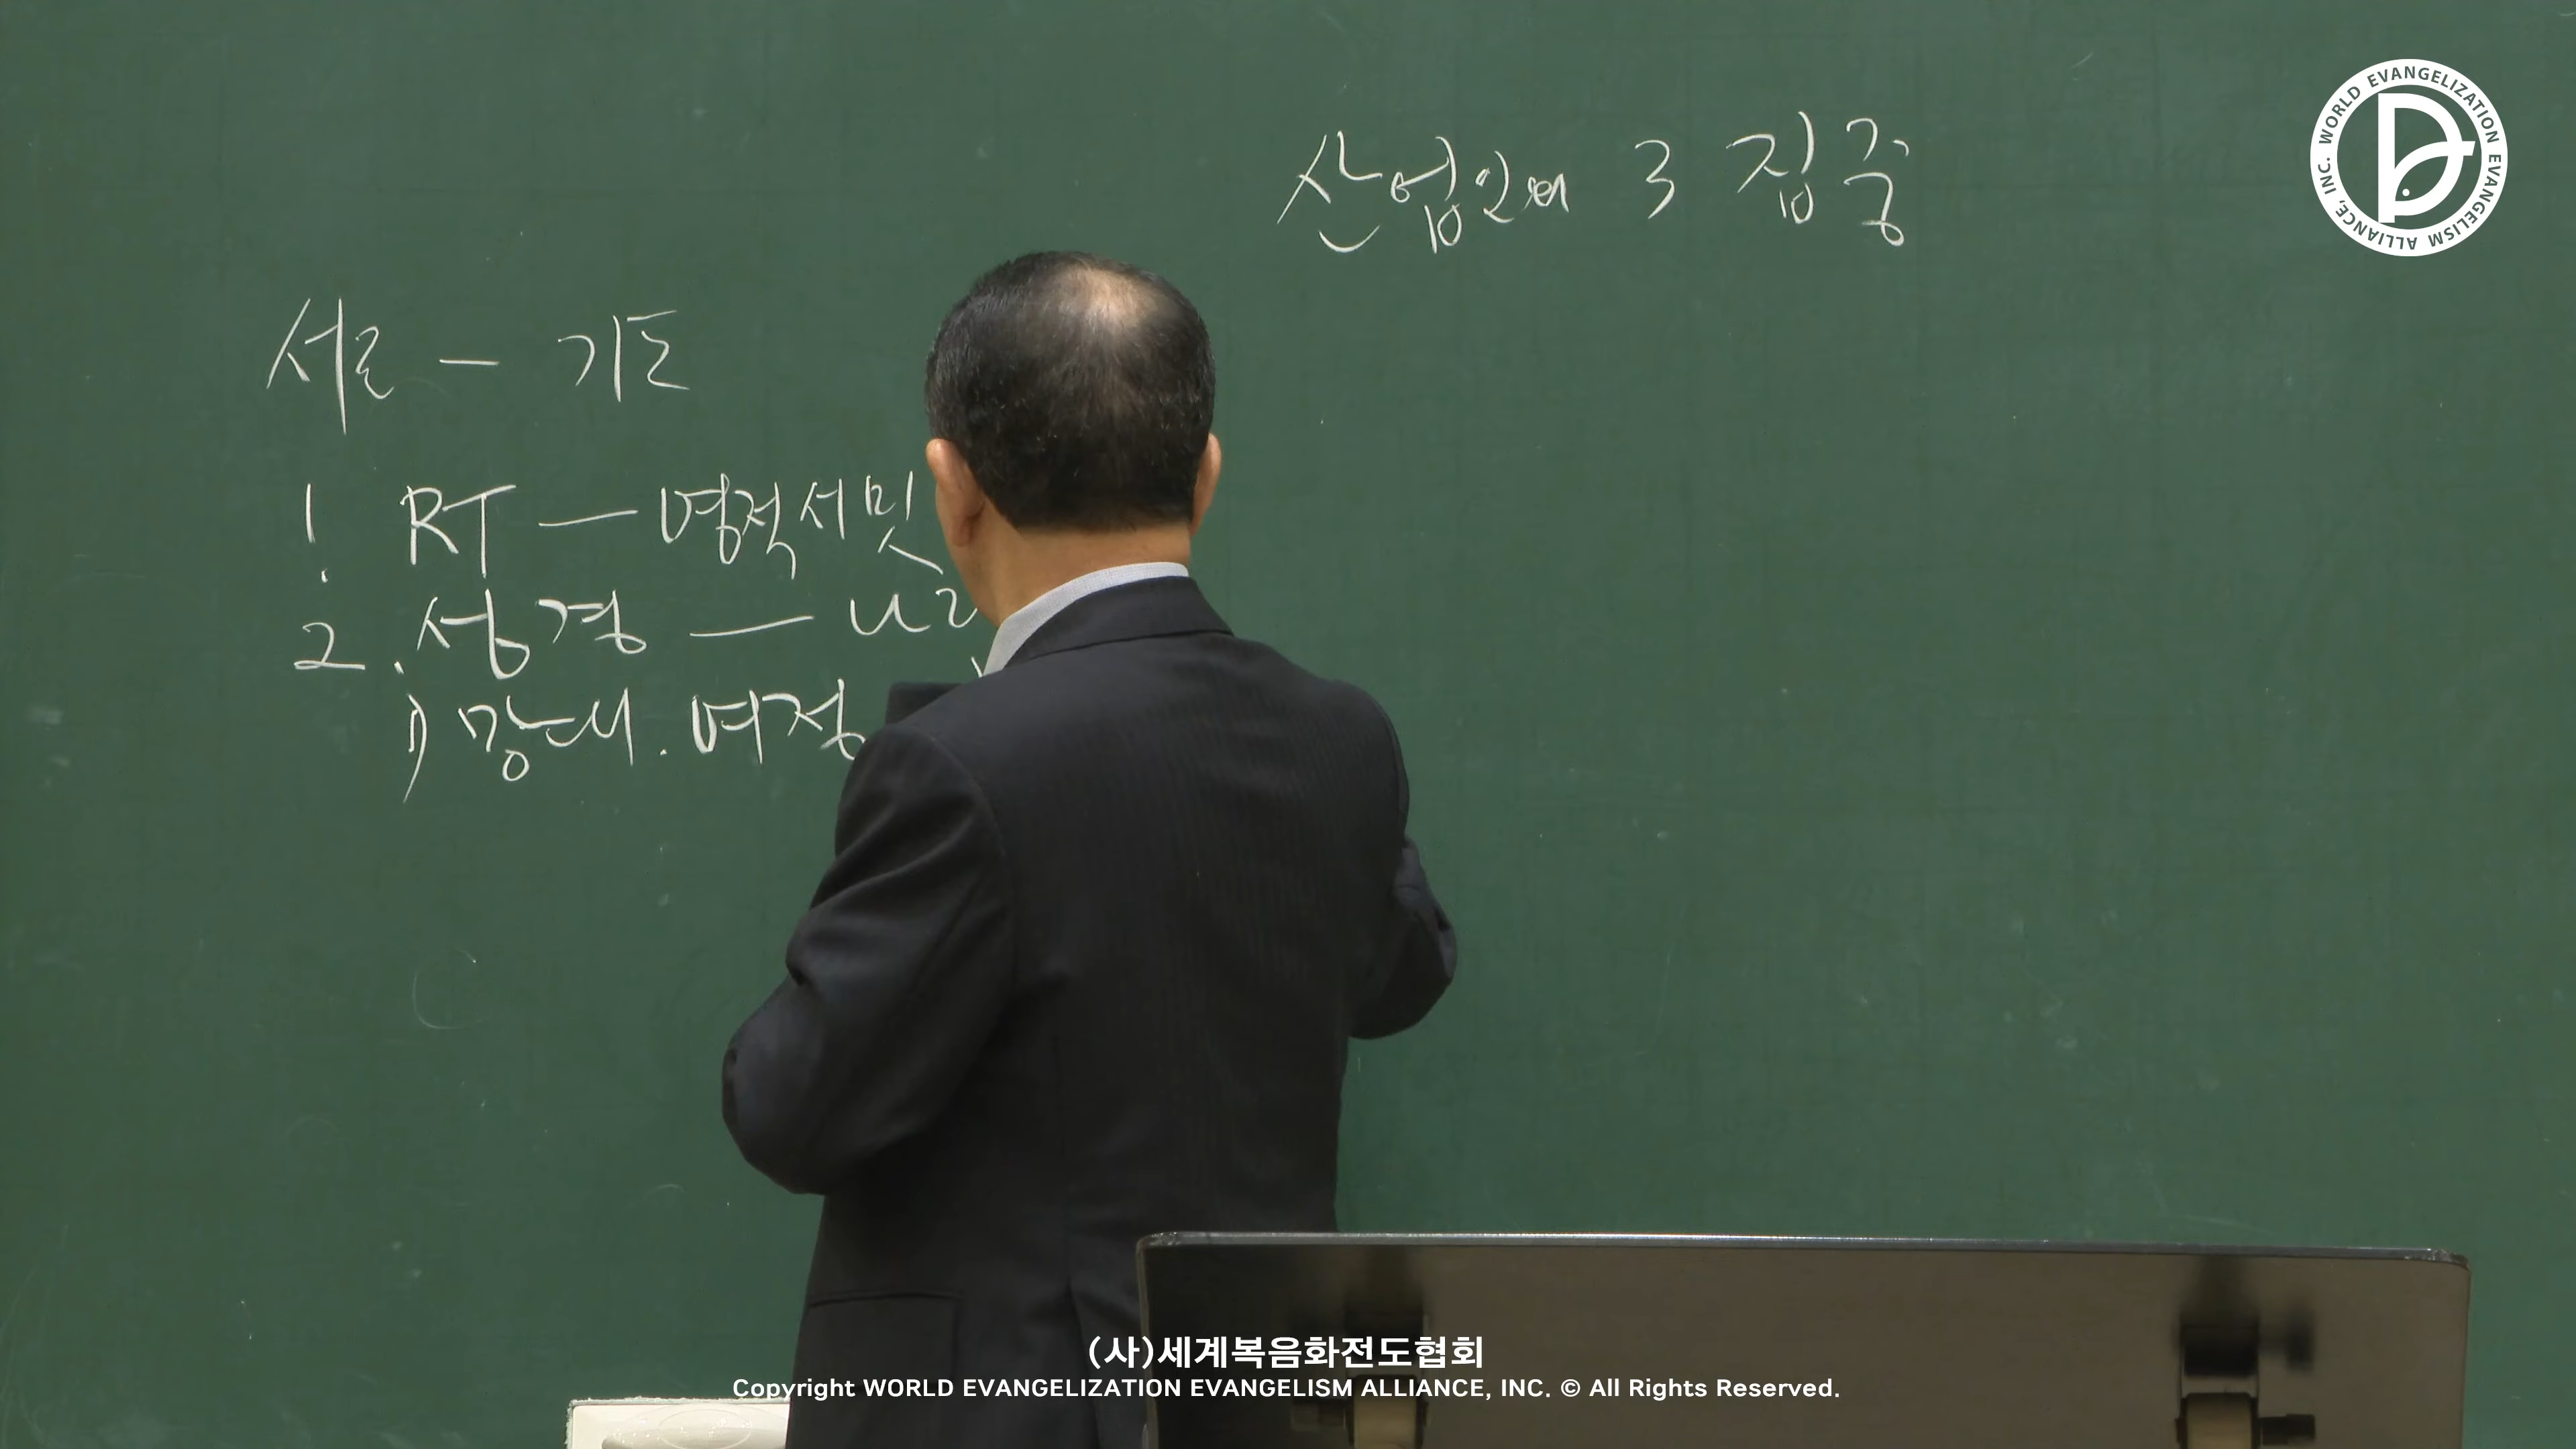 산업인의 3 집중
서론 — 기도
1. RT — 영적서밋
2. 성경 — 나
1) 망대. 여정
WORLD EVANGELIZATION EVANGELISM ALLIANCE, INC.
(사)세계복음화전도협회
Copyright WORLD EVANGELIZATION EVANGELISM ALLIANCE, INC. © All Rights Reserved.